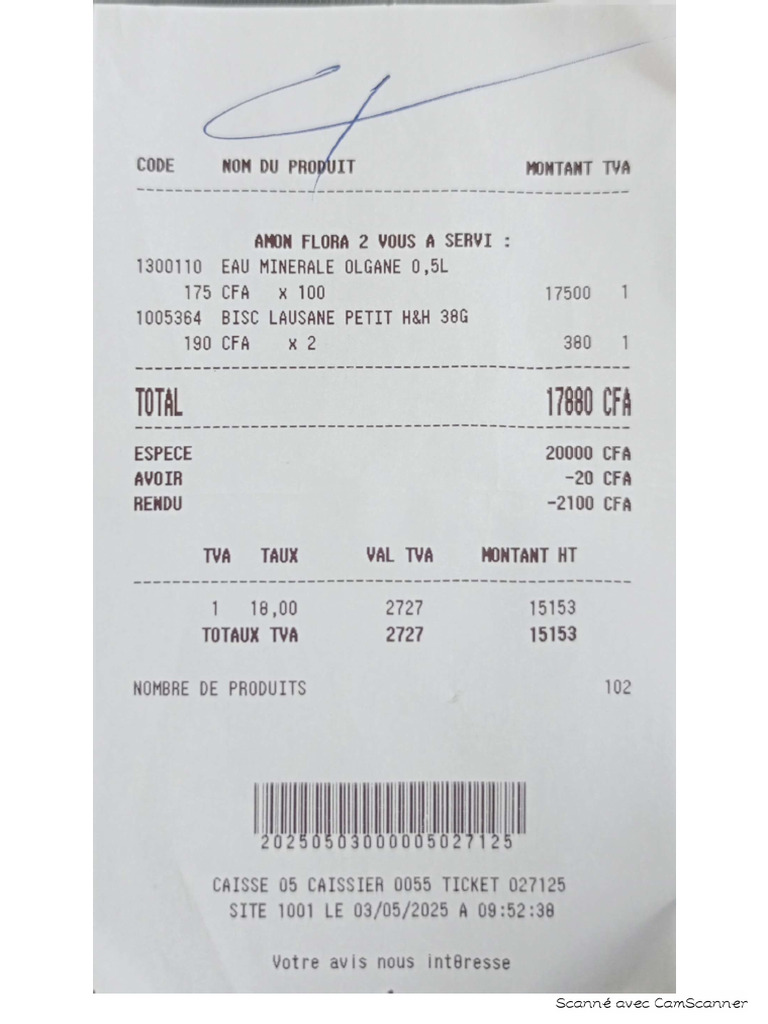 CODE NOM DU PRODUIT MONTANT TVA
AMON FLORA 2 VOUS A SERVI :
1300110 EAU MINERALE OLGANE 0,5L
175 CFA x 100 17500 1
1005364 BISC LAUSANE PETIT H&H 38G
190 CFA x 2 380 1
TOTAL 17880 CFA
ESPECE 20000 CFA
AVOIR -20 CFA
RENDU -2100 CFA
TVA TAUX VAL TVA MONTANT HT
1 18,00 2727 15153
TOTAUX TVA 2727 15153
NOMBRE DE PRODUITS 102
20250503000005027125
CAISSE 05 CAISSIER 0055 TICKET 027125
SITE 1001 LE 03/05/2025 A 09:52:38
Votre avis nous int8resse
Scanné avec CamScanner